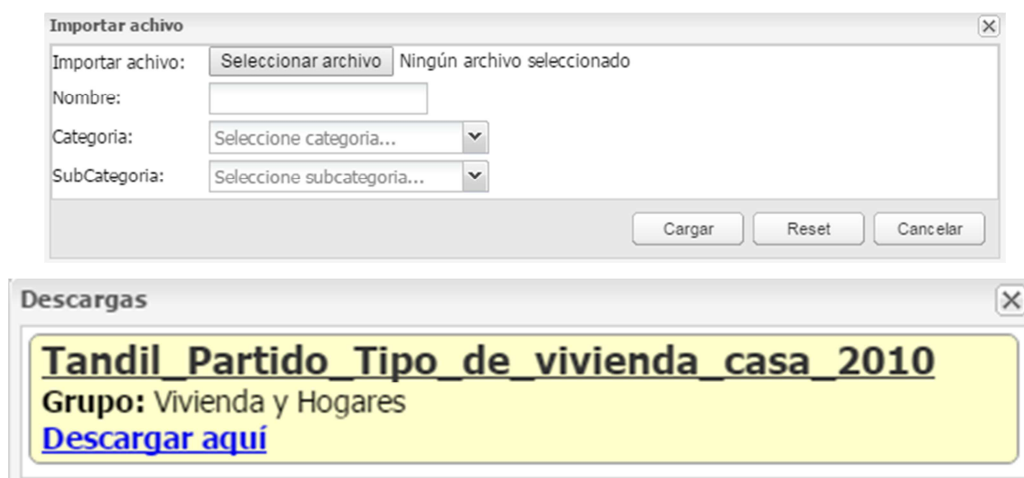 Importar achivo
Importar achivo: Seleccionar archivo Ningún archivo seleccionado
Nombre:
Categoria: Seleccione categoria...
SubCategoria: Seleccione subcategoria...
Cargar Reset Cancelar
Descargas
Tandil_Partido_Tipo_de_vivienda_casa_2010
Grupo: Vivienda y Hogares
Descargar aquí